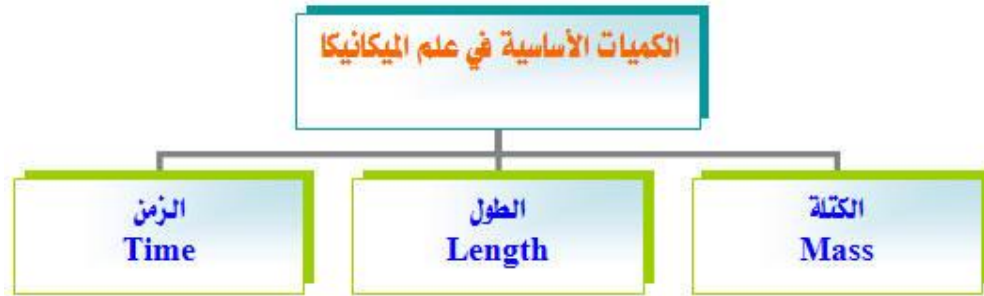 الكميات الأساسية في علم الميكانيكا
الكتلة
Mass
الطول
Length
الزمن
Time